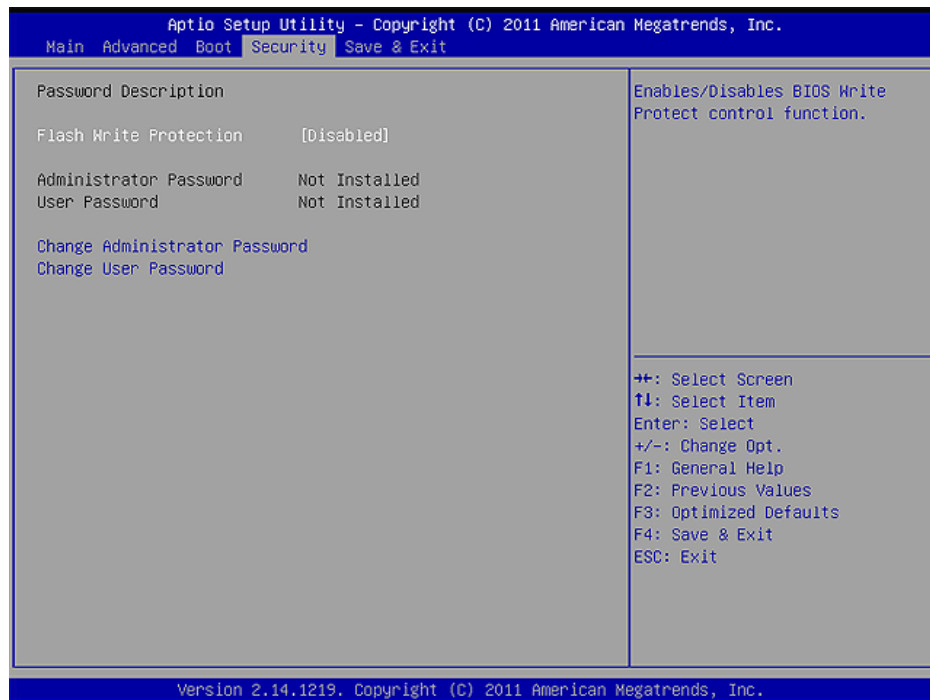 Aptio Setup Utility – Copyright (C) 2011 American Megatrends, Inc.
Main Advanced Boot Security Save & Exit
Password Description
Flash Write Protection [Disabled]
Administrator Password Not Installed
User Password Not Installed
Change Administrator Password
Change User Password
Enables/Disables BIOS Write
Protect control function.
→←: Select Screen
↑↓: Select Item
Enter: Select
+/-: Change Opt.
F1: General Help
F2: Previous Values
F3: Optimized Defaults
F4: Save & Exit
ESC: Exit
Version 2.14.1219. Copyright (C) 2011 American Megatrends, Inc.